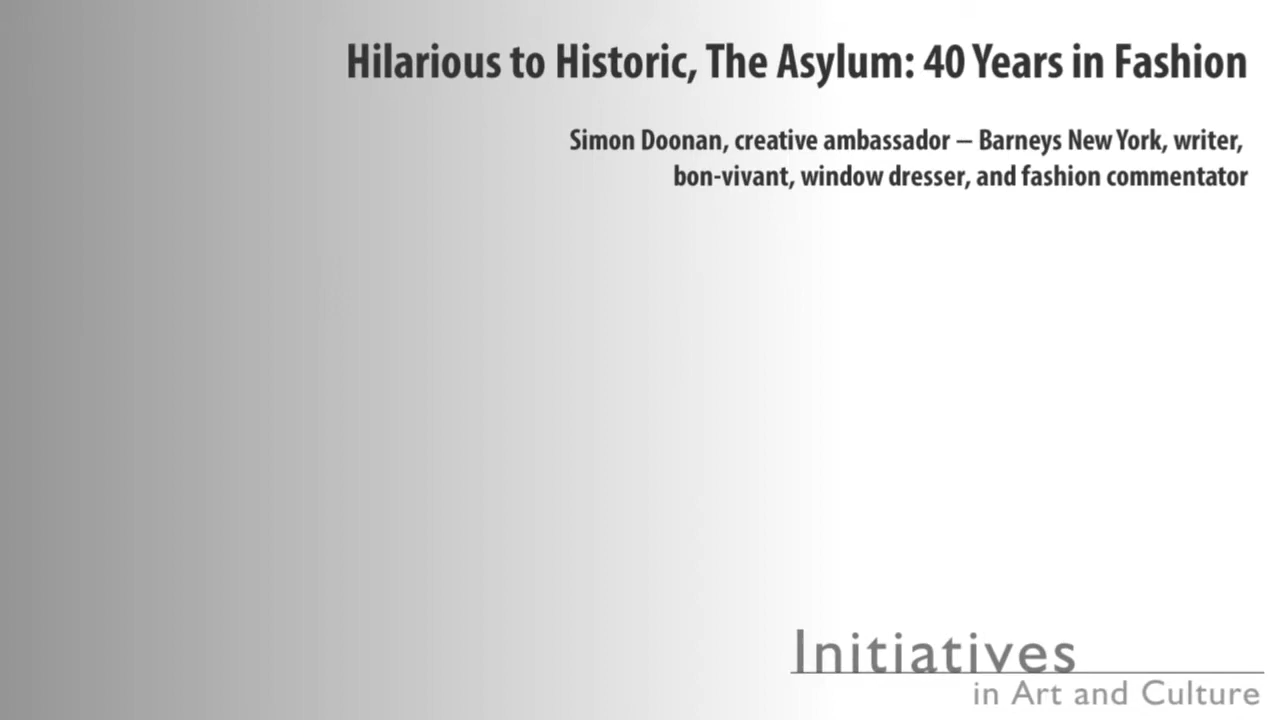 Hilarious to Historic, The Asylum: 40 Years in Fashion
Simon Doonan, creative ambassador – Barneys New York, writer,
bon-vivant, window dresser, and fashion commentator
Initiatives
in Art and Culture